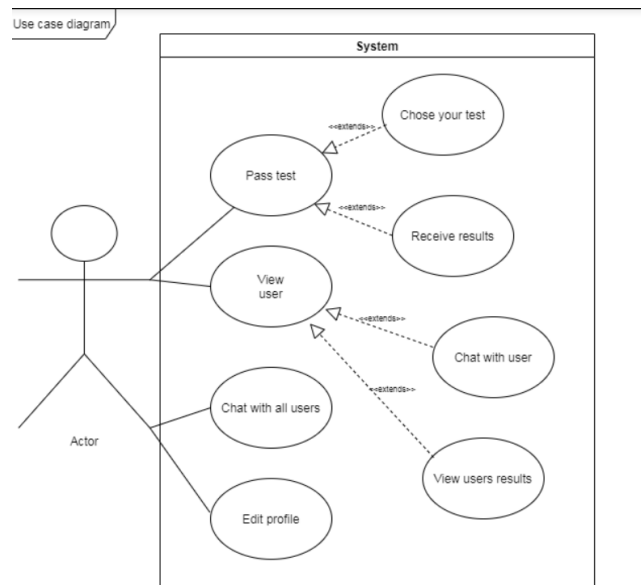 Use case diagram
System
Chose your test
<<extends>>
Pass test
<<extends>>
Receive results
View
user
<<extends>>
Chat with user
<<extends>>
Chat with all users
Actor
View users results
Edit profile